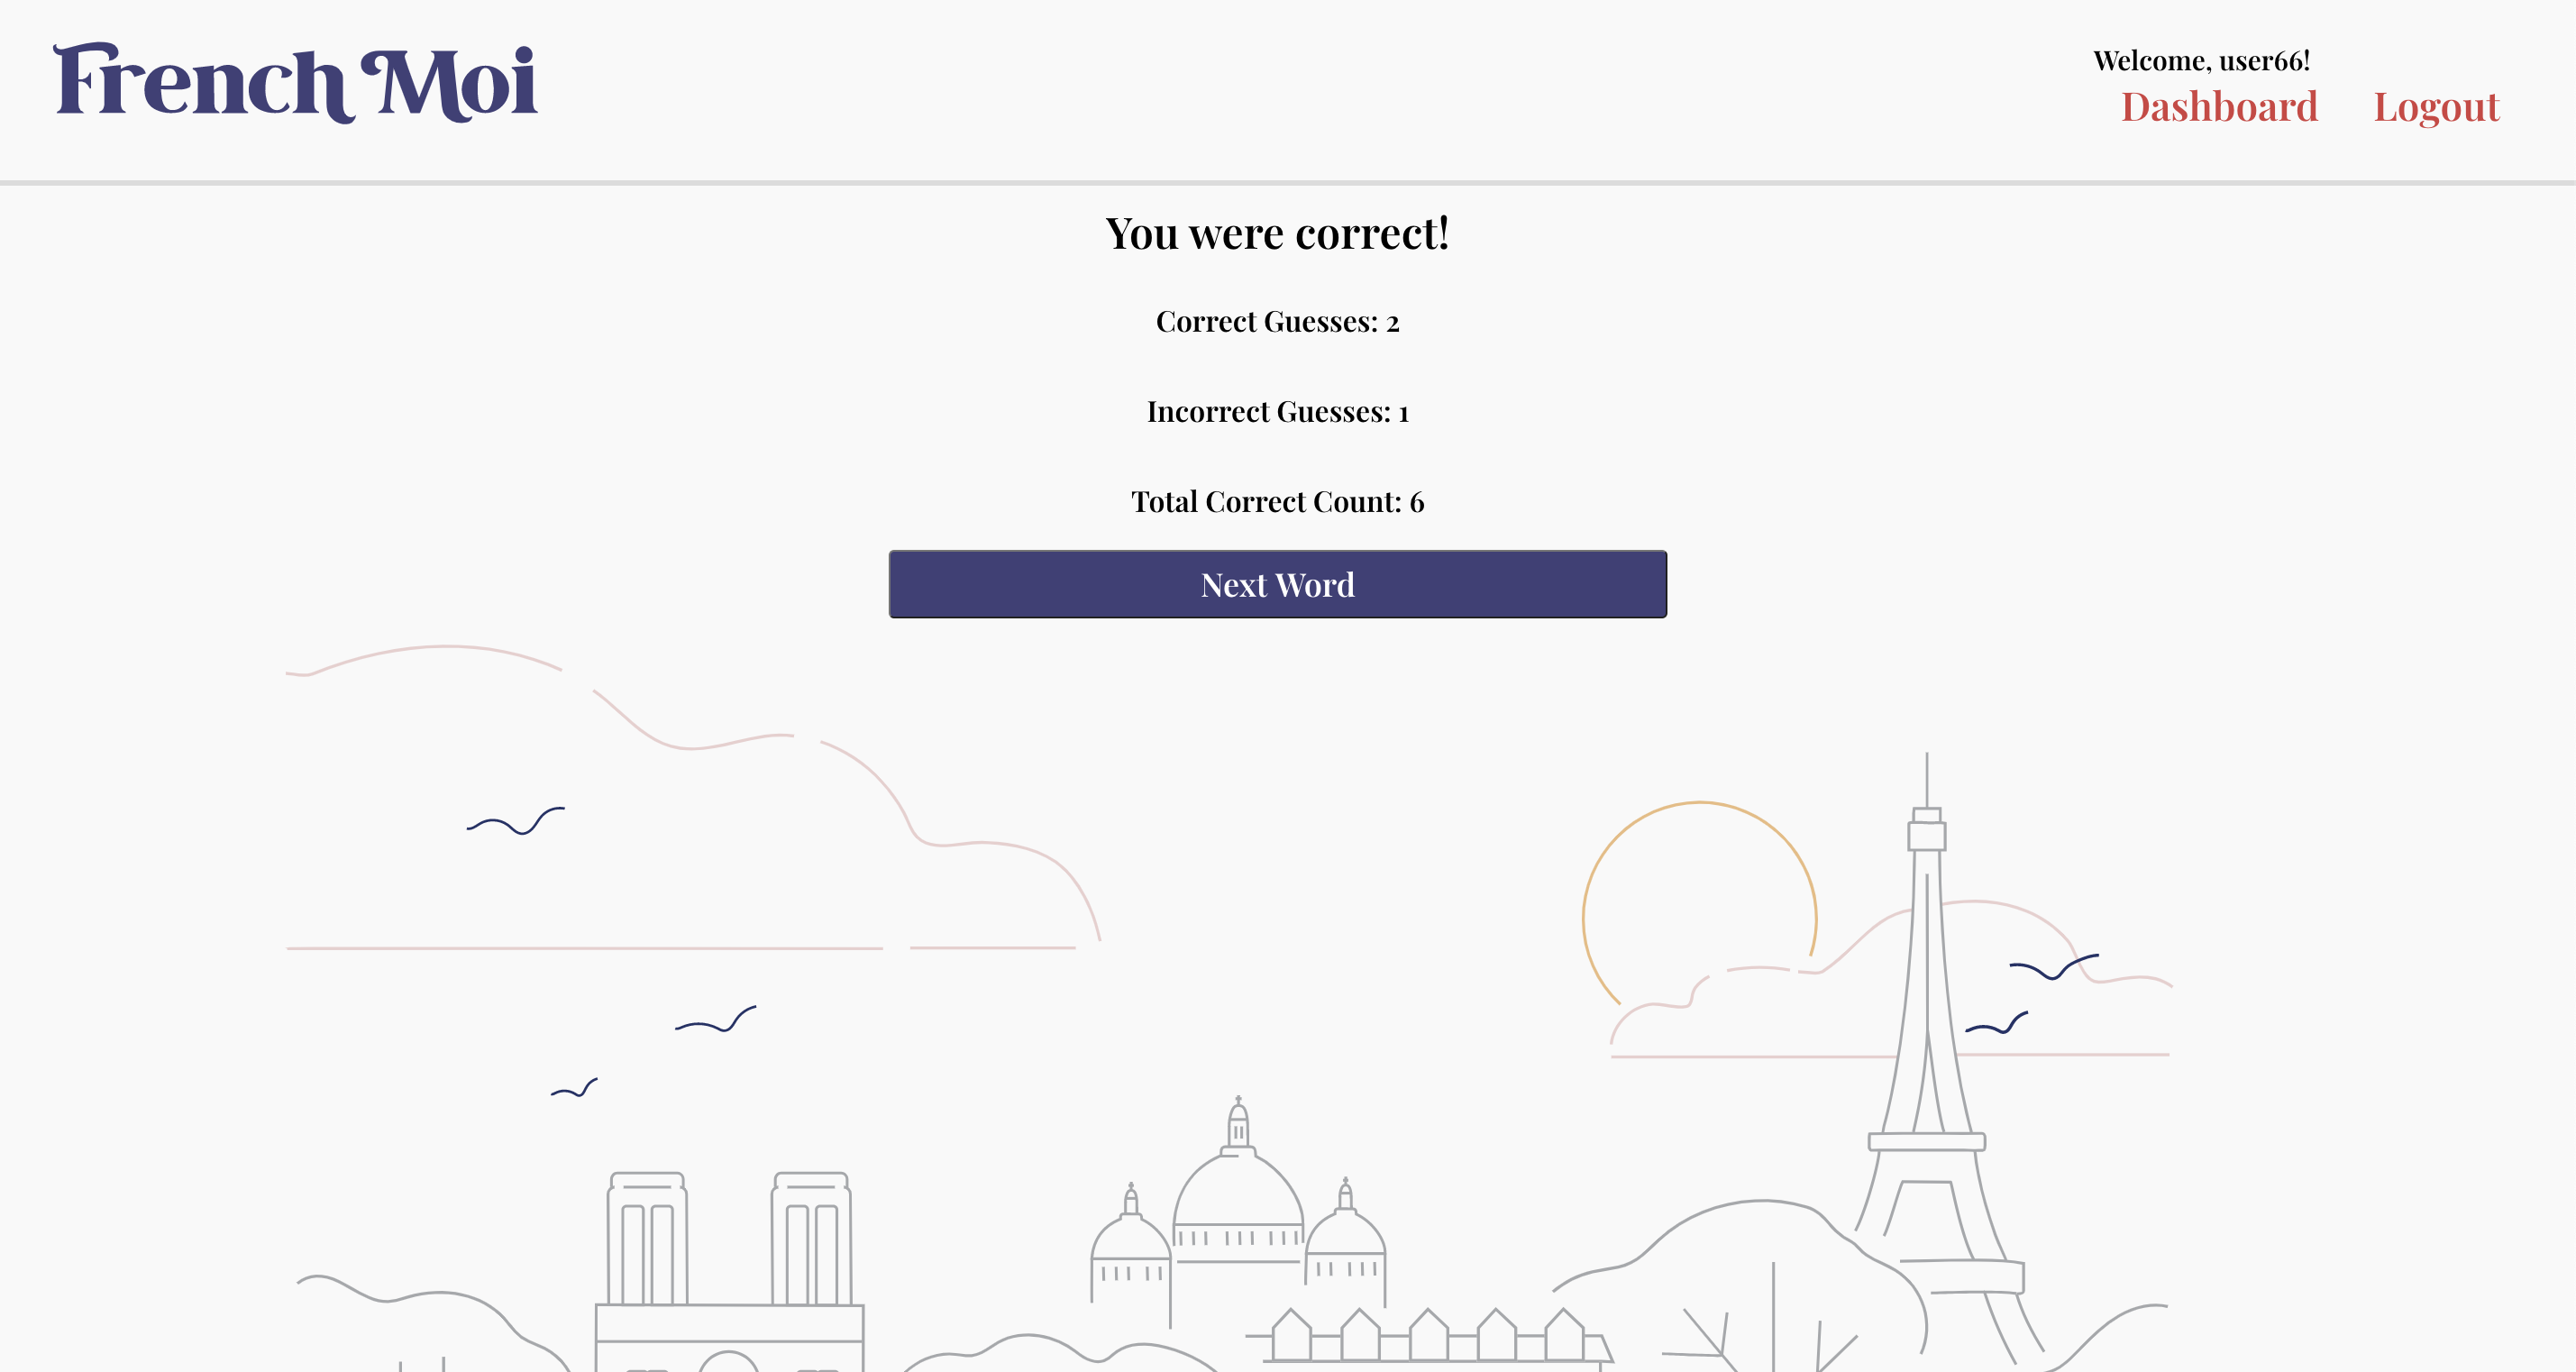 French Moi
Welcome, user66!
Dashboard Logout
You were correct!
Correct Guesses: 2
Incorrect Guesses: 1
Total Correct Count: 6
Next Word